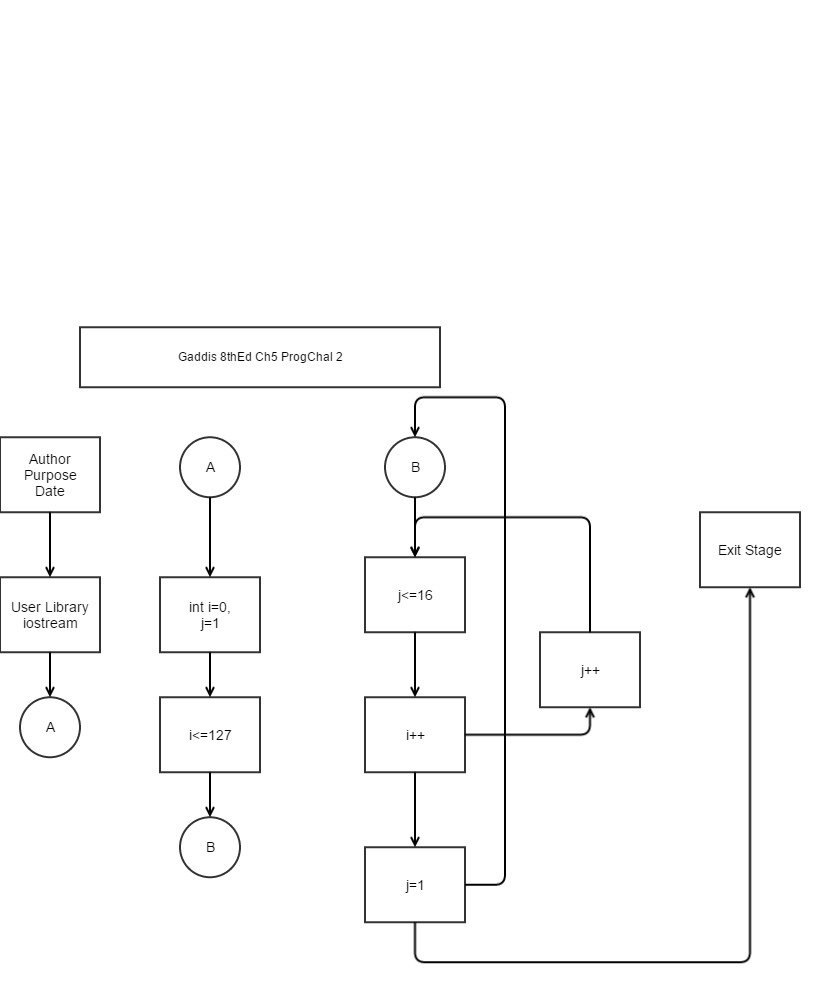 Gaddis 8thEd Ch5 ProgChal 2
Author
Purpose
Date
User Library
iostream
A
A
int i=0,
j=1
i<=127
B
B
j<=16
i++
j=1
j++
Exit Stage